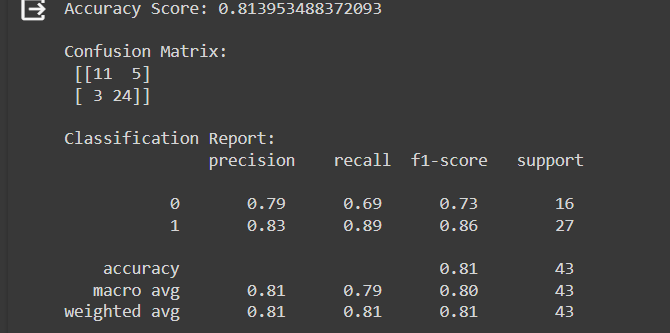 Accuracy Score: 0.813953488372093
Confusion Matrix:
[[11  5]
[ 3 24]]
Classification Report:
precision    recall  f1-score   support
0       0.79      0.69      0.73        16
1       0.83      0.89      0.86        27
accuracy                           0.81        43
macro avg       0.81      0.79      0.80        43
weighted avg       0.81      0.81      0.81        43